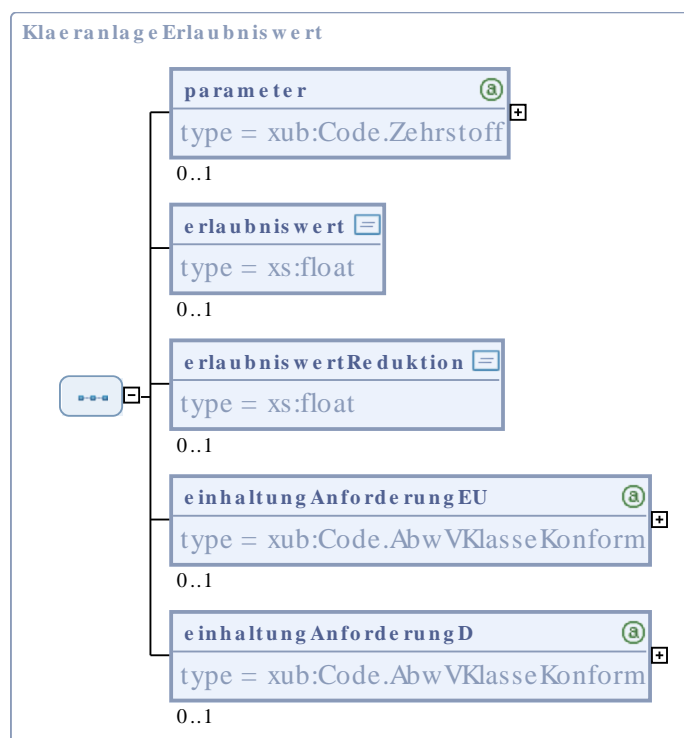 KlaeranlageErlaubniswert
parameter
type = xub:Code.Zehrstoff
0..1
erlaubniswert
type = xs:float
0..1
erlaubniswertReduktion
type = xs:float
0..1
einhaltungAnforderungEU
type = xub:Code.AbwVKlasseKonform
0..1
einhaltungAnforderungD
type = xub:Code.AbwVKlasseKonform
0..1